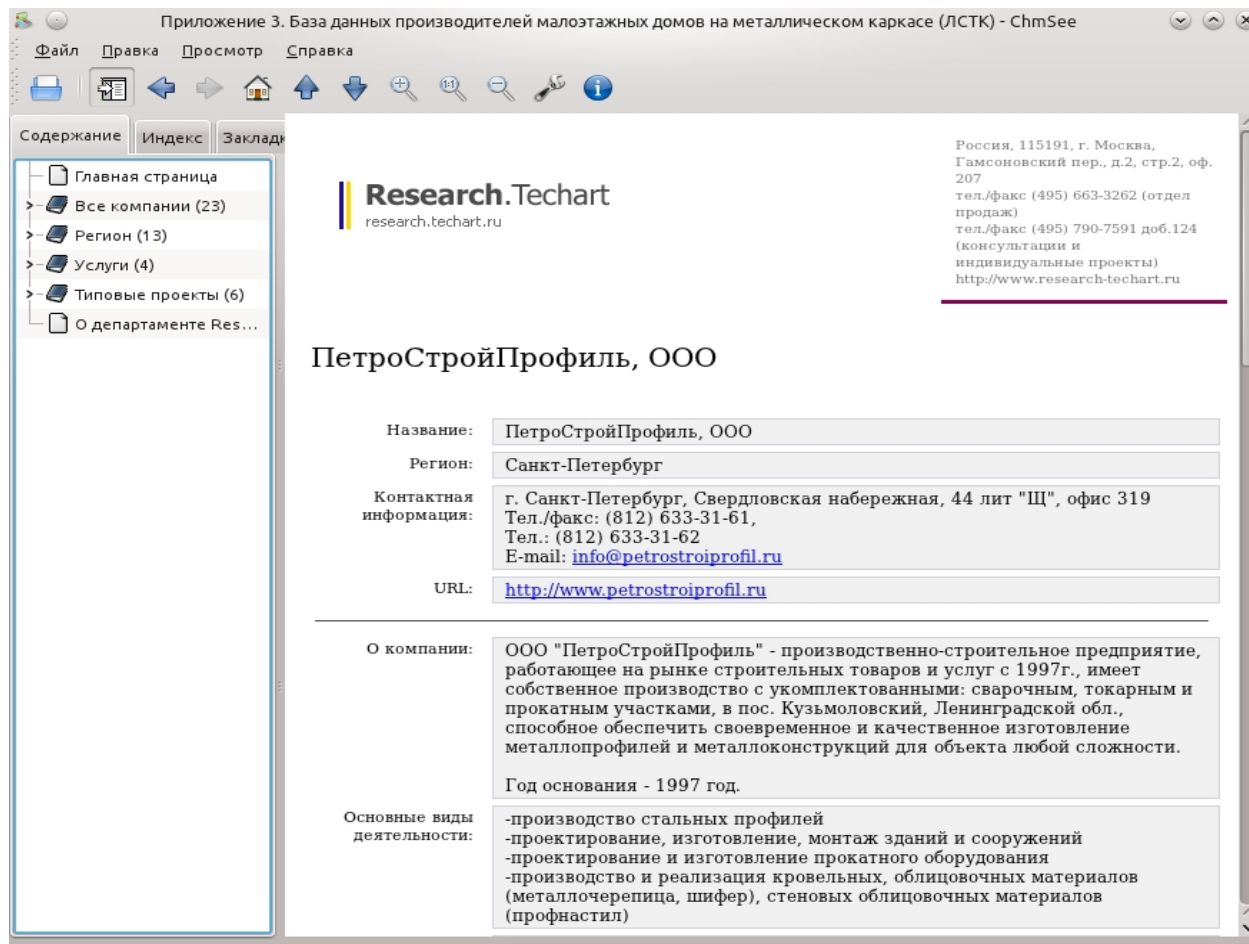 Приложение 3. База данных производителей малоэтажных домов на металлическом каркасе (ЛСТК) - ChmSee
Файл Правка Просмотр Справка
1:1
Содержание Индекс Закладк
Главная страница
Все компании (23)
Регион (13)
Услуги (4)
Типовые проекты (6)
О департаменте Res...
Research.Techart
research.techart.ru
Россия, 115191, г. Москва,
Гамсоновский пер., д.2, стр.2, оф.
207
тел./факс (495) 663-3262 (отдел
продаж)
тел./факс (495) 790-7591 доб.124
(консультации и
индивидуальные проекты)
http://www.research-techart.ru
ПетроСтройПрофиль, ООО
Название: ПетроСтройПрофиль, ООО
Регион: Санкт-Петербург
Контактная
информация:
г. Санкт-Петербург, Свердловская набережная, 44 лит "Щ", офис 319
Тел./факс: (812) 633-31-61,
Тел.: (812) 633-31-62
E-mail: info@petrostroiprofil.ru
URL: http://www.petrostroiprofil.ru
О компании:
ООО "ПетроСтройПрофиль" - производственно-строительное предприятие,
работающее на рынке строительных товаров и услуг с 1997г., имеет
собственное производство с укомплектованными: сварочным, токарным и
прокатным участками, в пос. Кузьмоловский, Ленинградской обл.,
способное обеспечить своевременное и качественное изготовление
металлопрофилей и металлоконструкций для объекта любой сложности.
Год основания - 1997 год.
Основные виды
деятельности:
-производство стальных профилей
-проектирование, изготовление, монтаж зданий и сооружений
-проектирование и изготовление прокатного оборудования
-производство и реализация кровельных, облицовочных материалов
(металлочерепица, шифер), стеновых облицовочных материалов
(профнастил)